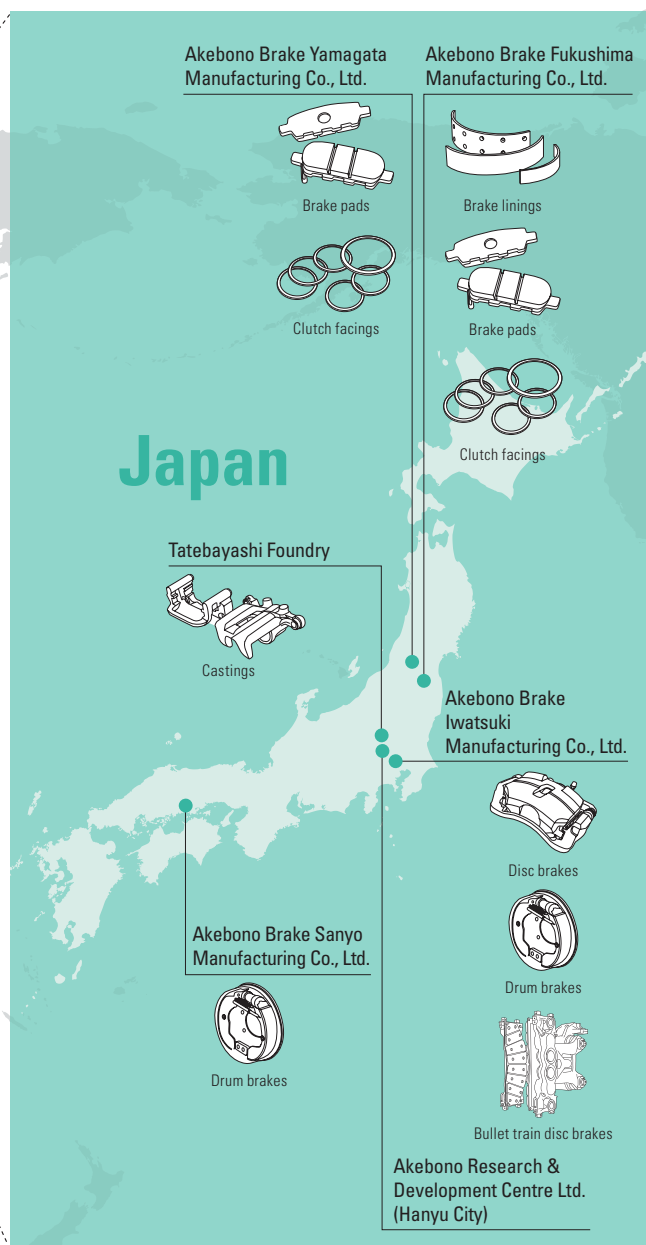 Akebono Brake Yamagata
Manufacturing Co., Ltd.
Brake pads
Clutch facings
Akebono Brake Fukushima
Manufacturing Co., Ltd.
Brake linings
Brake pads
Clutch facings
Japan
Tatebayashi Foundry
Castings
Akebono Brake
Iwatsuki
Manufacturing Co., Ltd.
Disc brakes
Drum brakes
Bullet train disc brakes
Akebono Brake Sanyo
Manufacturing Co., Ltd.
Drum brakes
Akebono Research &
Development Centre Ltd.
(Hanyu City)